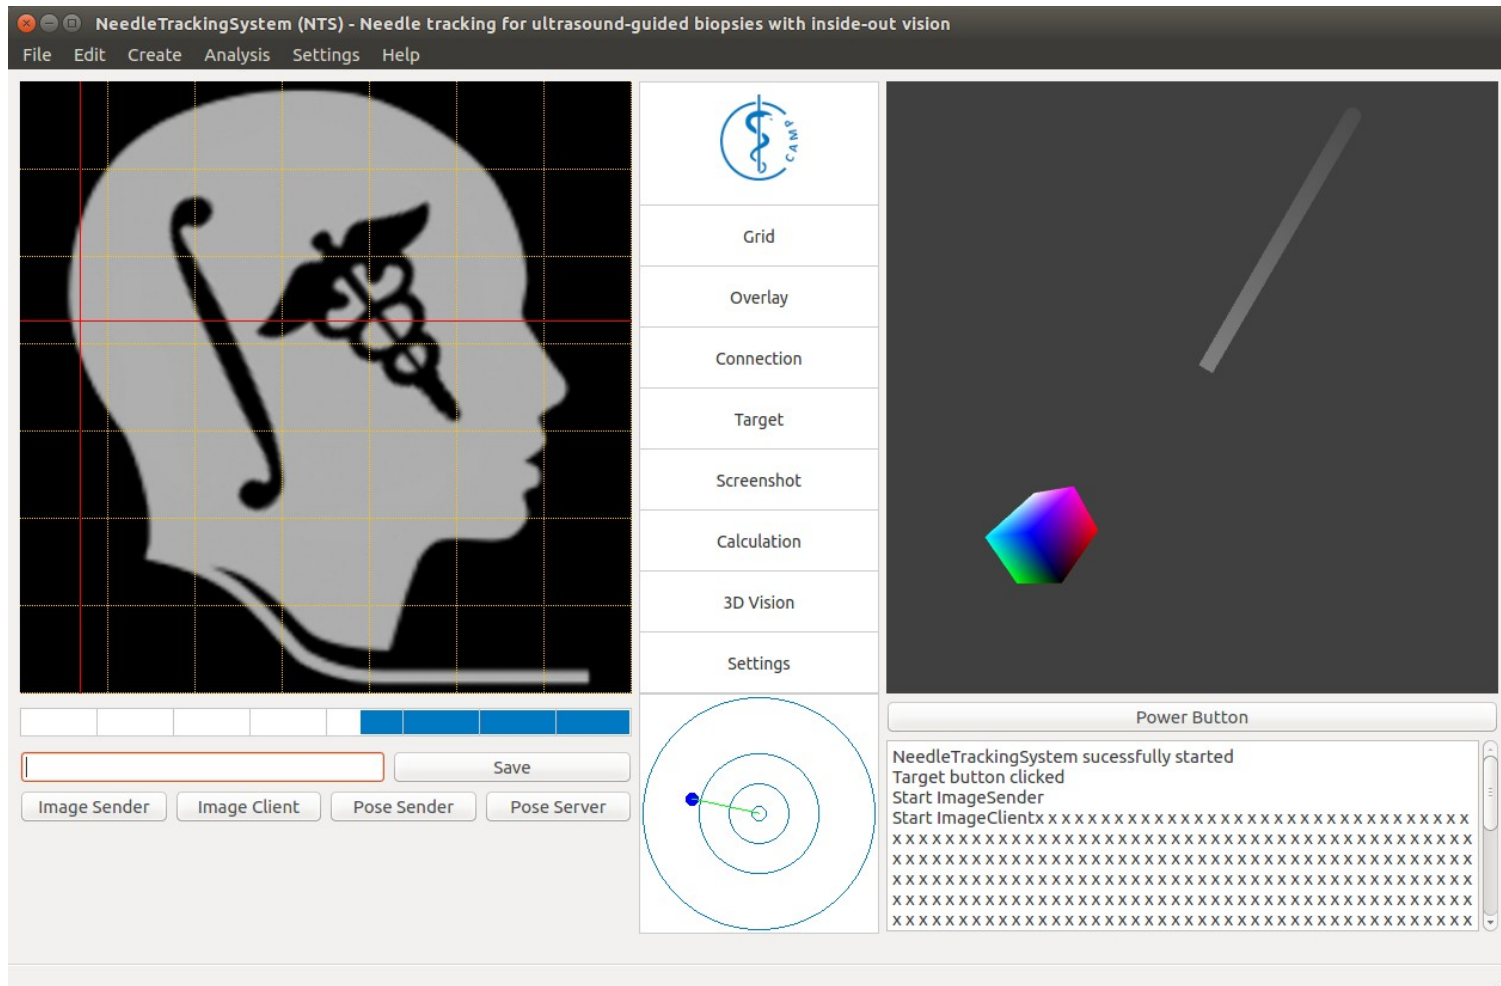 NeedleTrackingSystem (NTS) - Needle tracking for ultrasound-guided biopsies with inside-out vision
File Edit Create Analysis Settings Help
CAMP
Grid
Overlay
Connection
Target
Screenshot
Calculation
3D Vision
Settings
Save
Image Sender Image Client Pose Sender Pose Server
Power Button
NeedleTrackingSystem sucessfully started
Target button clicked
Start ImageSender
Start ImageClientx x x x x x x x x x x x x x x x x x x x x x x x x x x x x x x x x
x x x x x x x x x x x x x x x x x x x x x x x x x x x x x x x x x x x x x x x x x x x x
x x x x x x x x x x x x x x x x x x x x x x x x x x x x x x x x x x x x x x x x x x x x
x x x x x x x x x x x x x x x x x x x x x x x x x x x x x x x x x x x x x x x x x x x x
x x x x x x x x x x x x x x x x x x x x x x x x x x x x x x x x x x x x x x x x x x x x
x x x x x x x x x x x x x x x x x x x x x x x x x x x x x x x x x x x x x x x x x x x x